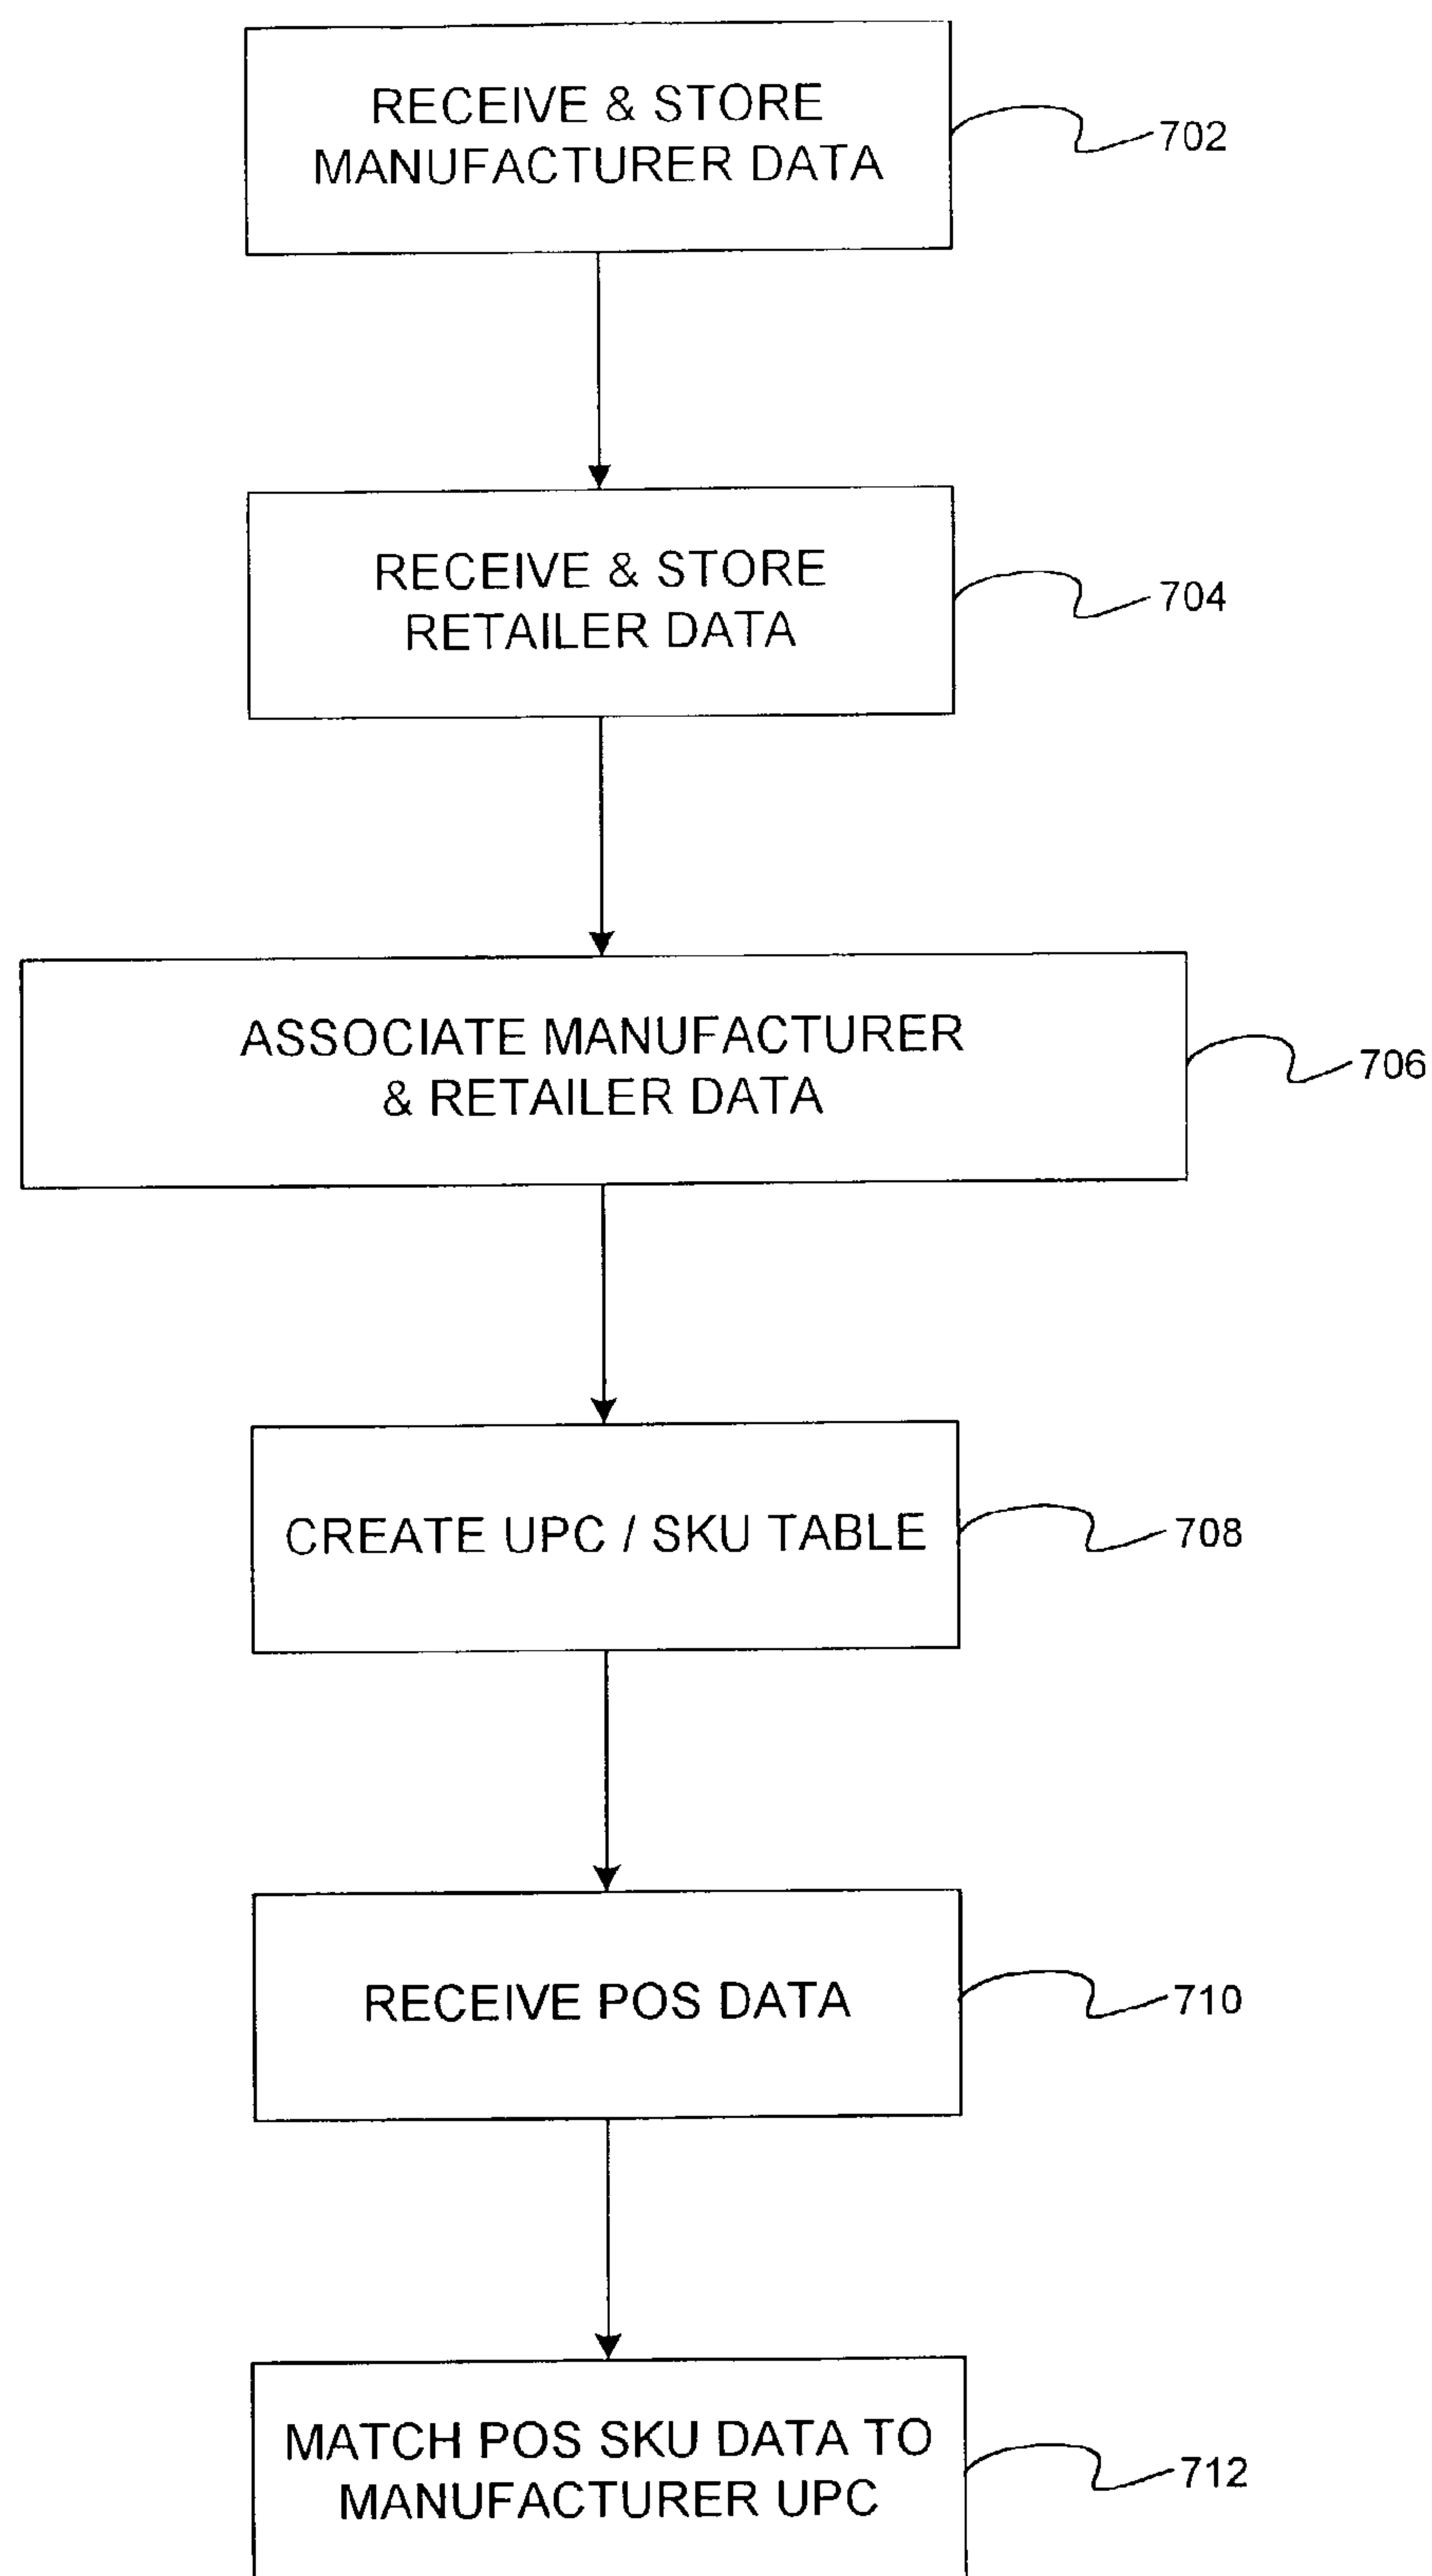 RECEIVE & STORE
MANUFACTURER DATA
702
RECEIVE & STORE
RETAILER DATA
704
ASSOCIATE MANUFACTURER
& RETAILER DATA
706
CREATE UPC / SKU TABLE
708
RECEIVE POS DATA
710
MATCH POS SKU DATA TO
MANUFACTURER UPC
712